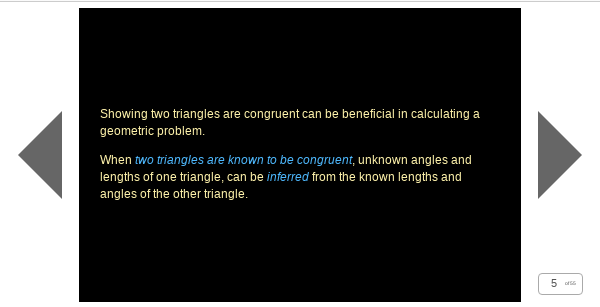 Showing two triangles are congruent can be beneficial in calculating a
geometric problem.
When two triangles are known to be congruent, unknown angles and
lengths of one triangle, can be inferred from the known lengths and
angles of the other triangle.
5 of 55